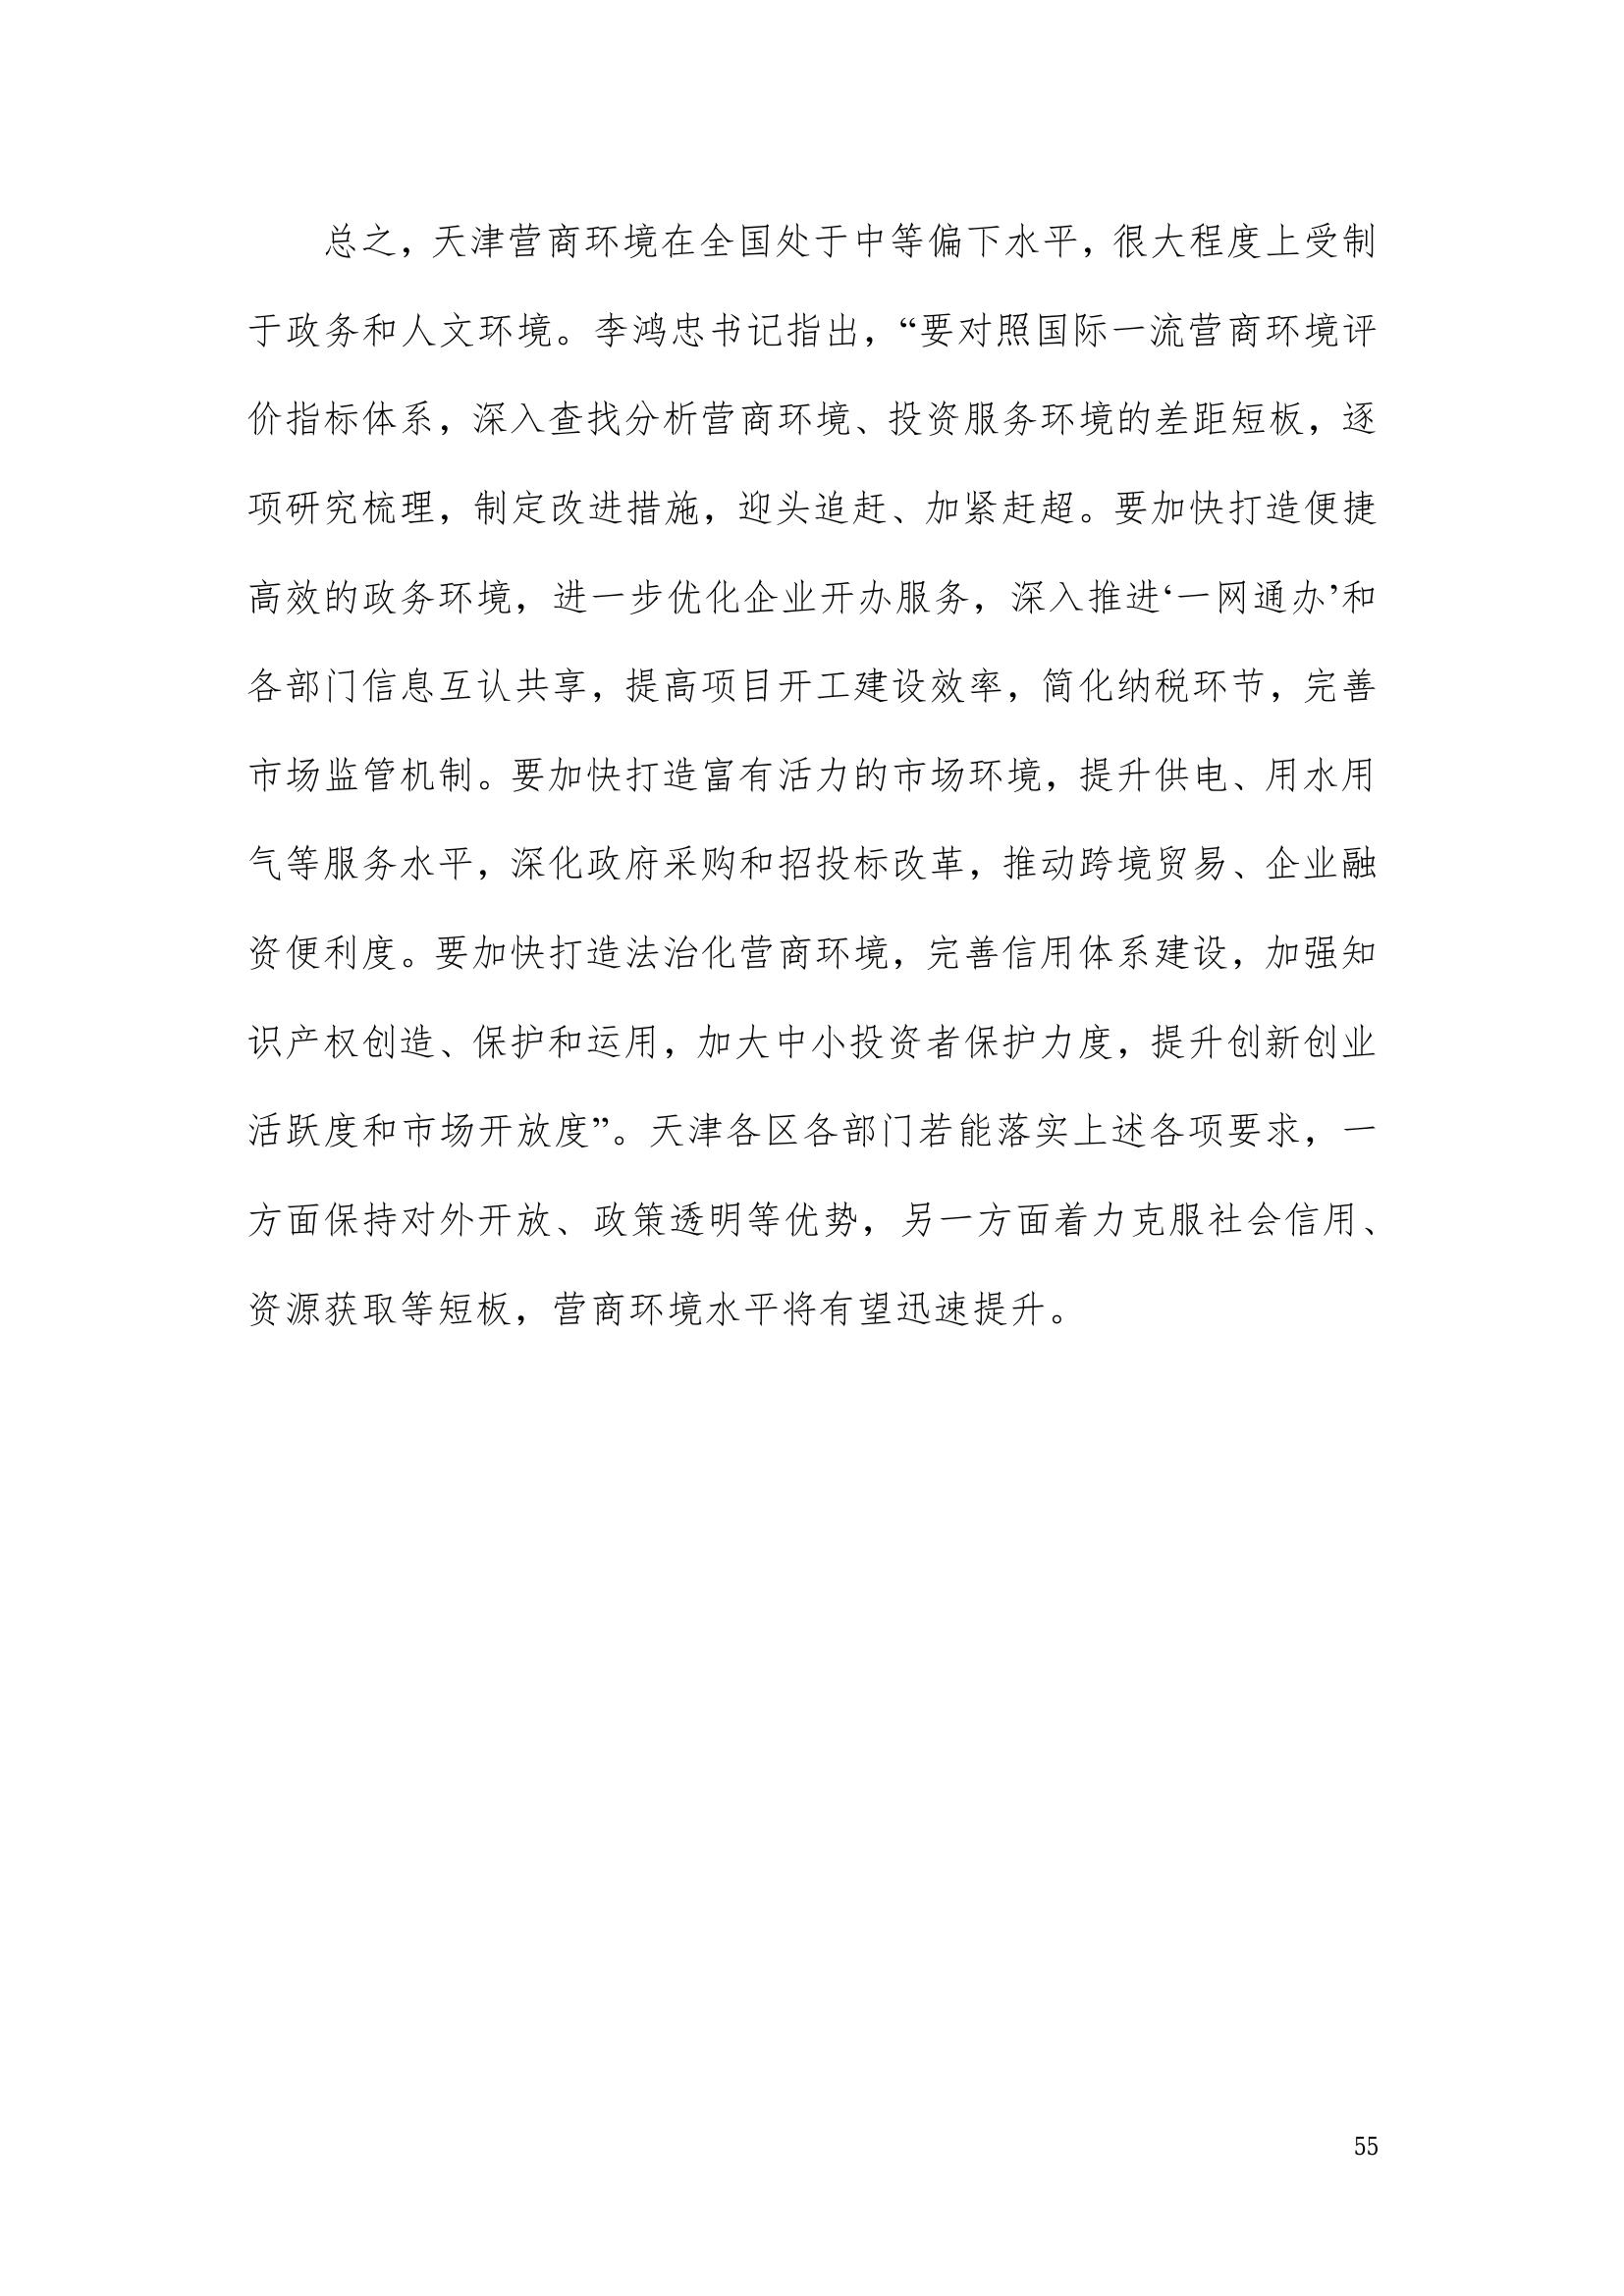 总之，天津营商环境在全国处于中等偏下水平，很大程度上受制
于政务和人文环境。李鸿忠书记指出，“要对照国际一流营商环境评
价指标体系，深入查找分析营商环境、投资服务环境的差距短板，逐
项研究梳理，制定改进措施，迎头追赶、加紧赶超。要加快打造便捷
高效的政务环境，进一步优化企业开办服务，深入推进‘一网通办’和
各部门信息互认共享，提高项目开工建设效率，简化纳税环节，完善
市场监管机制。要加快打造富有活力的市场环境，提升供电、用水用
气等服务水平，深化政府采购和招投标改革，推动跨境贸易、企业融
资便利度。要加快打造法治化营商环境，完善信用体系建设，加强知
识产权创造、保护和运用，加大中小投资者保护力度，提升创新创业
活跃度和市场开放度”。天津各区各部门若能落实上述各项要求，一
方面保持对外开放、政策透明等优势，另一方面着力克服社会信用、
资源获取等短板，营商环境水平将有望迅速提升。
55